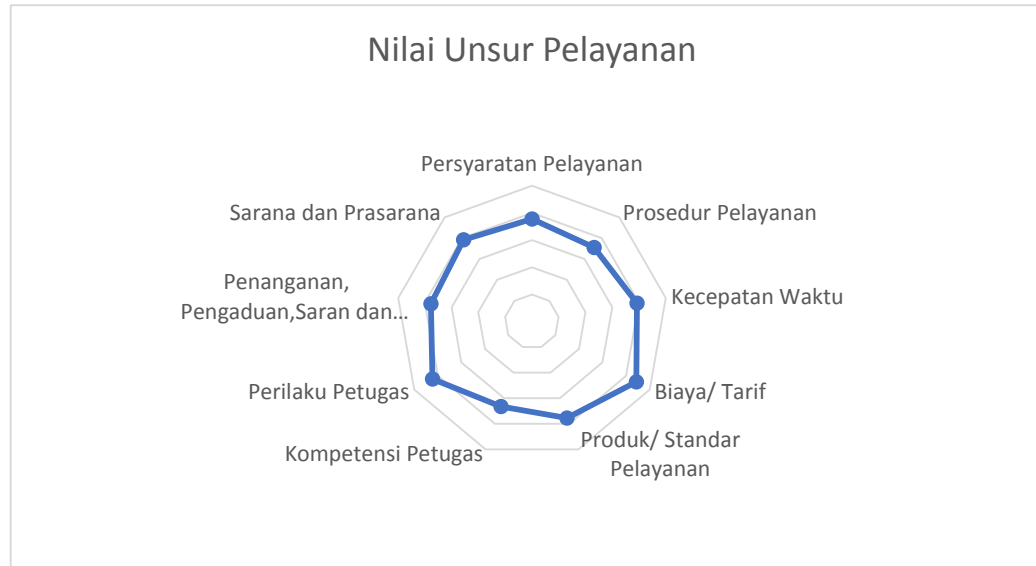 Nilai Unsur Pelayanan
Persyaratan Pelayanan
Prosedur Pelayanan
Kecepatan Waktu
Biaya/ Tarif
Produk/ Standar
Pelayanan
Kompetensi Petugas
Perilaku Petugas
Penanganan,
Pengaduan,Saran dan...
Sarana dan Prasarana